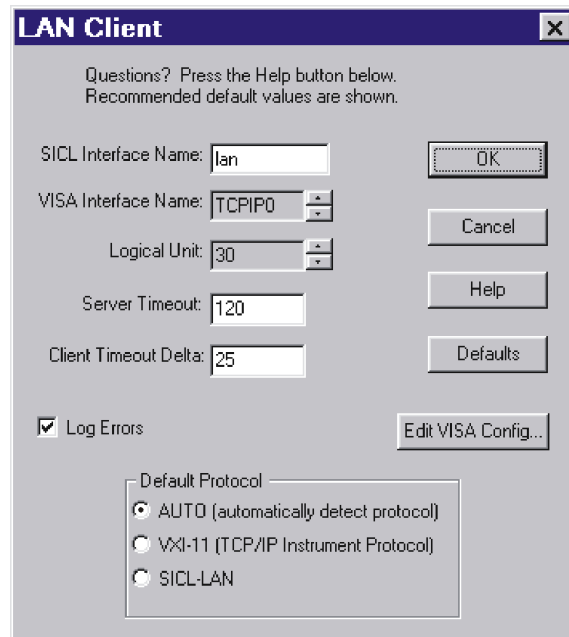 LAN Client
Questions? Press the Help button below.
Recommended default values are shown.
SICL Interface Name: lan
OK
VISA Interface Name: TCPIP0
Cancel
Logical Unit: 30
Help
Server Timeout: 120
Client Timeout Delta: 25
Defaults
Log Errors
Edit VISA Config...
Default Protocol
AUTO (automatically detect protocol)
VXI-11 (TCP/IP Instrument Protocol)
SICL-LAN